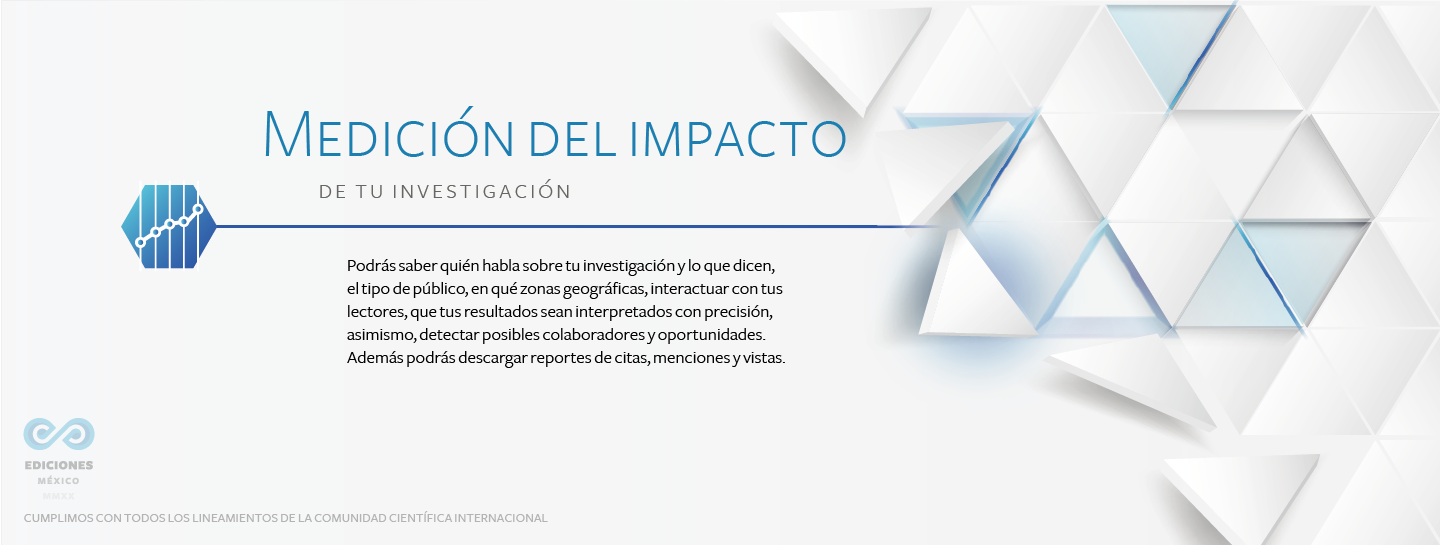 MEDICIÓN DEL IMPACTO
DE TU INVESTIGACIÓN
Podrás saber quién habla sobre tu investigación y lo que dicen,
el tipo de público, en qué zonas geográficas, interactuar con tus
lectores, que tus resultados sean interpretados con precisión,
asimismo, detectar posibles colaboradores y oportunidades.
Además podrás descargar reportes de citas, menciones y vistas.
EDICIONES
MÉXICO
CUMPLIMOS CON TODOS LOS LINEAMIENTOS DE LA COMUNIDAD CIENTÍFICA INTERNACIONAL